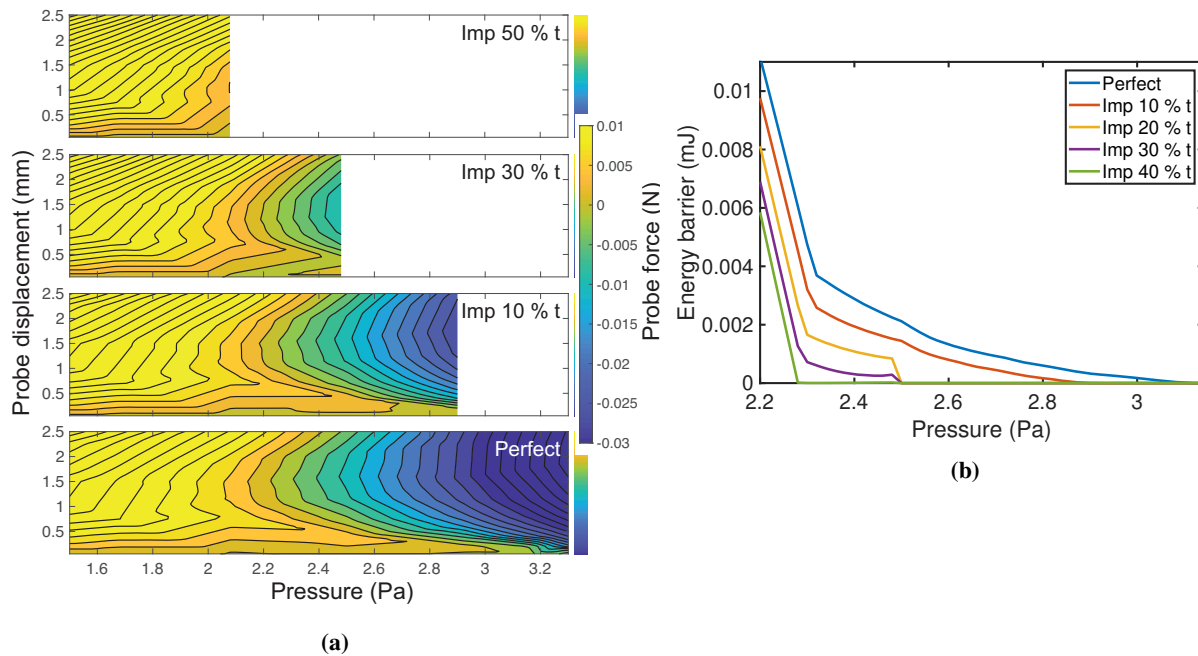 2.5
2
1.5
1
0.5
Imp 50 % t
2.5
2
1.5
1
0.5
Imp 30 % t
2.5
2
1.5
1
0.5
Imp 10 % t
2.5
2
1.5
1
0.5
Perfect
1.6 1.8 2 2.2 2.4 2.6 2.8 3 3.2
Pressure (Pa)
Probe displacement (mm)
0.01
0.005
0
-0.005
-0.01
-0.015
-0.02
-0.025
-0.03
Probe force (N)
(a)
0.01
0.008
0.006
0.004
0.002
0
Energy barrier (mJ)
Perfect
Imp 10 % t
Imp 20 % t
Imp 30 % t
Imp 40 % t
2.2 2.4 2.6 2.8 3
Pressure (Pa)
(b)